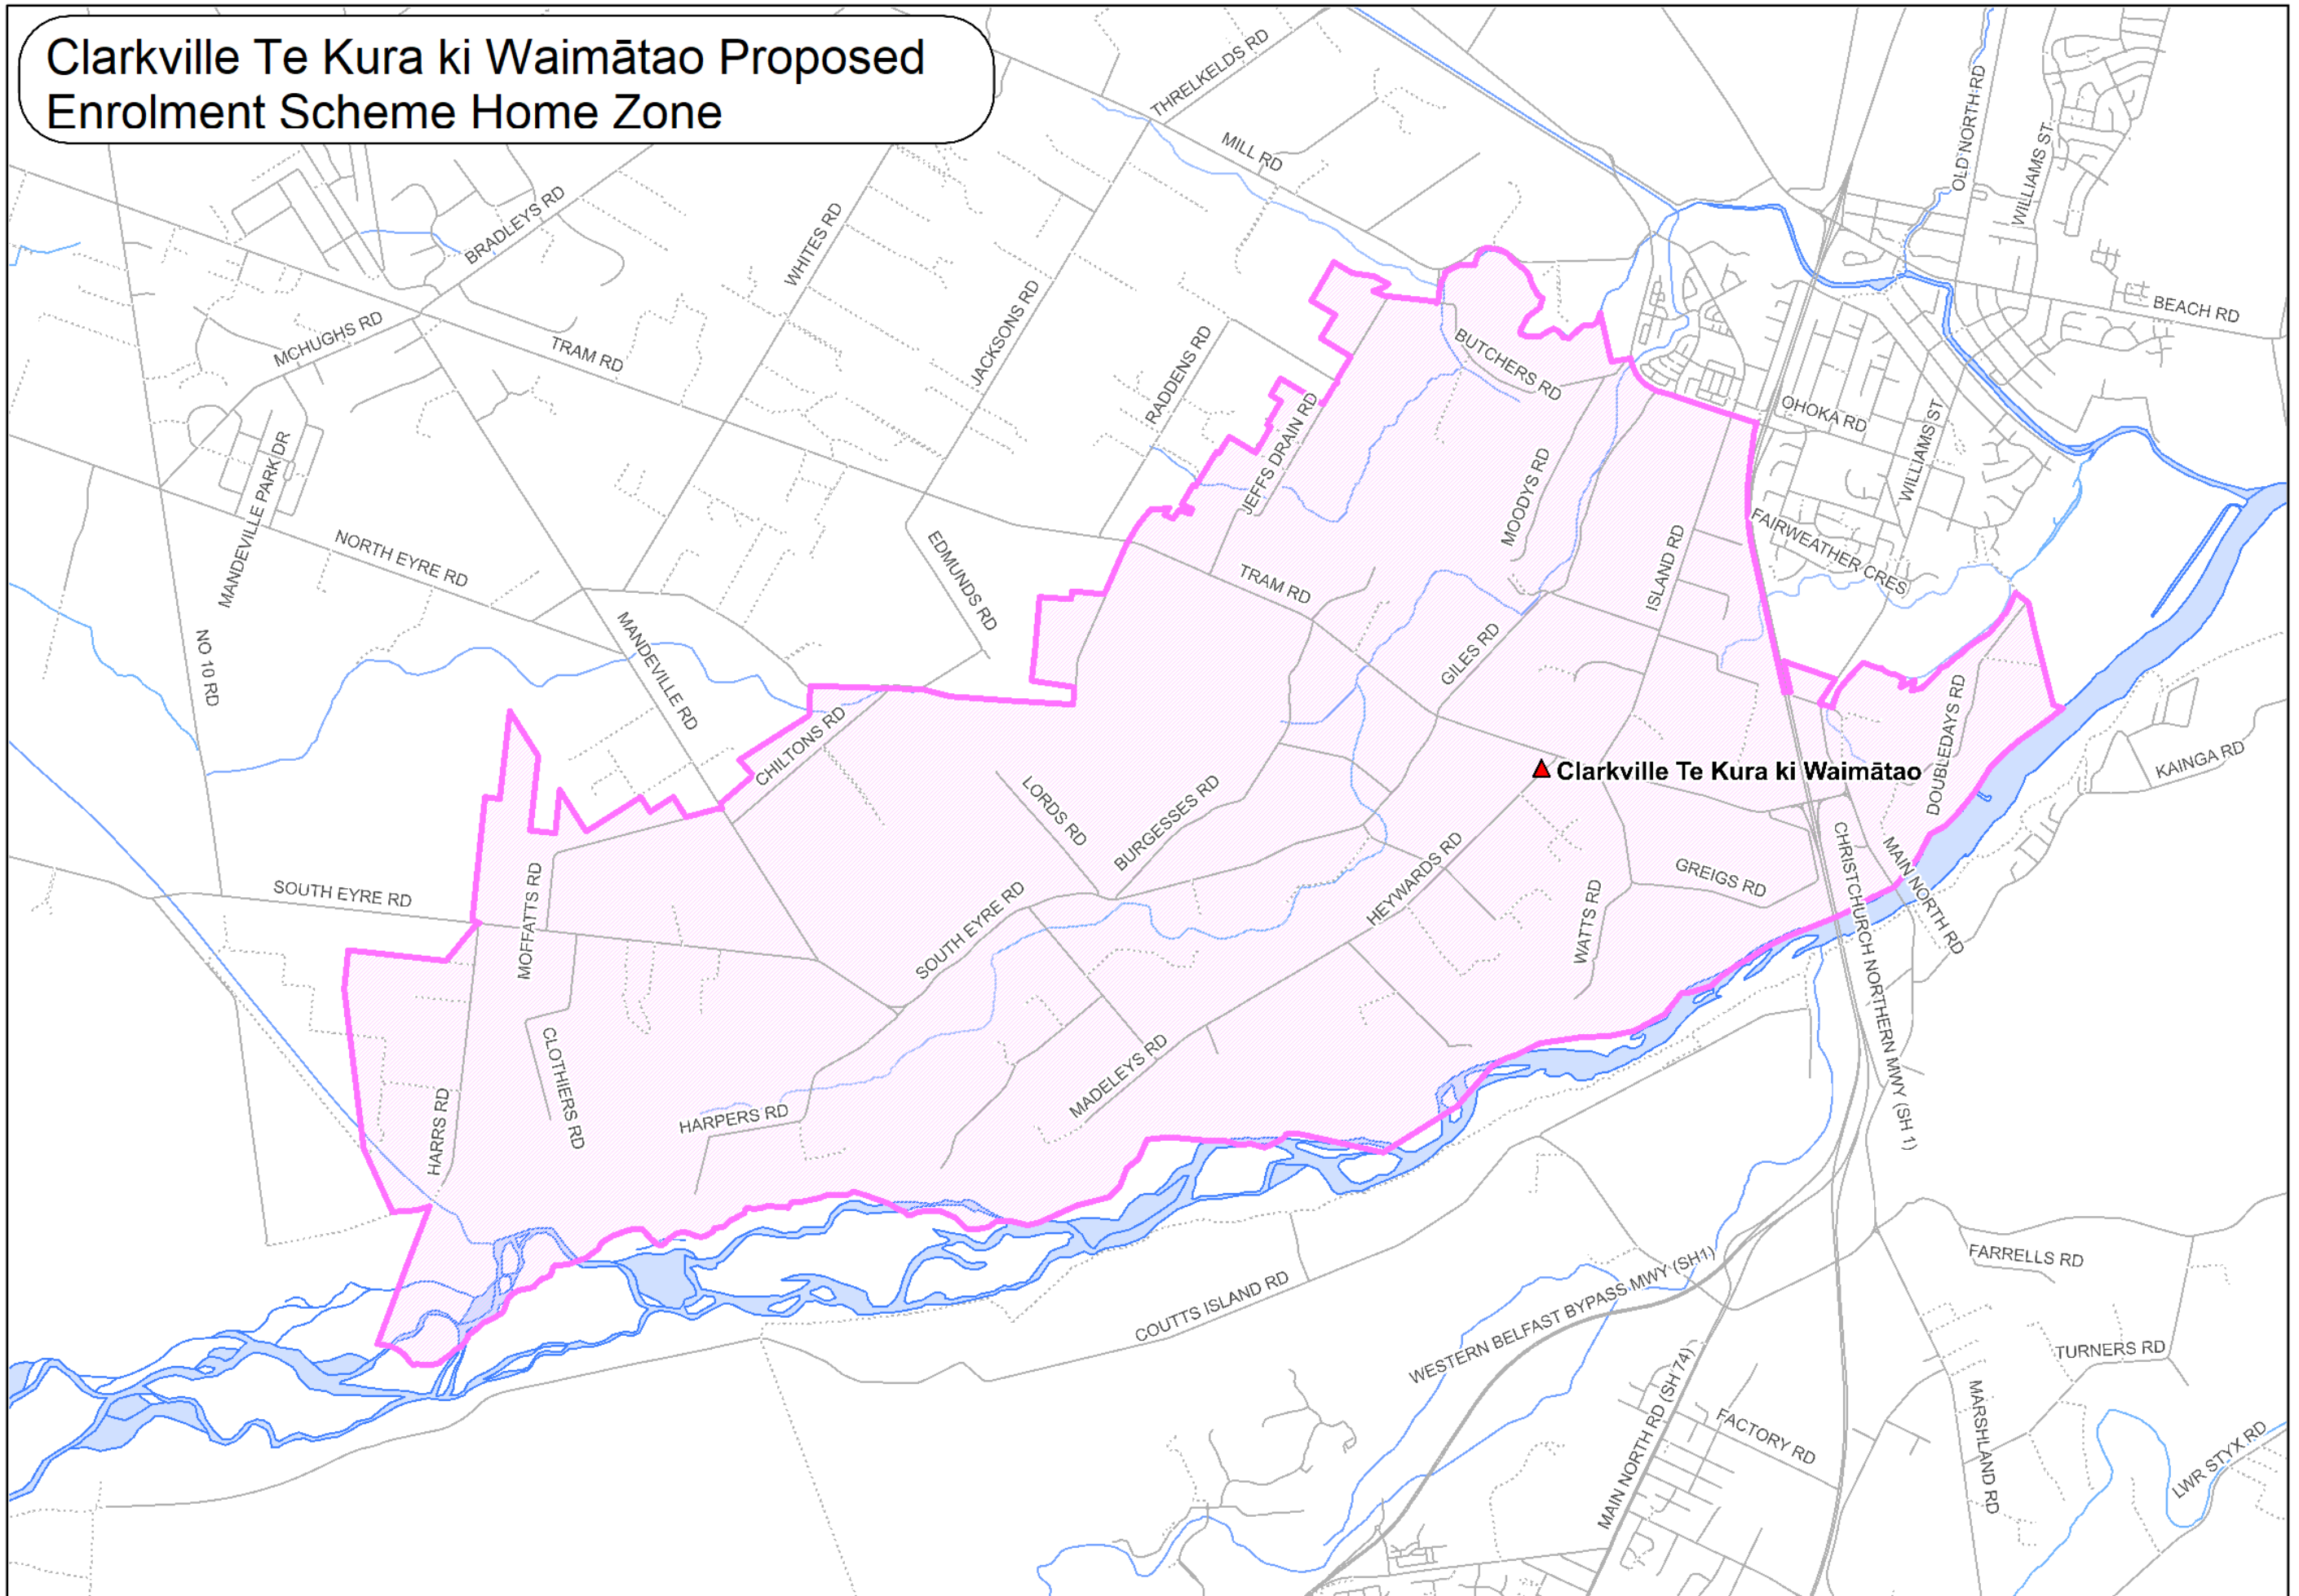 Clarkville Te Kura ki Waimātao Proposed
Enrolment Scheme Home Zone
THRELKELDS RD
OLD NORTH RD
WILLIAMS ST
MILL RD
BRADLEYS RD
WHITES RD
BEACH RD
MCHUGHS RD
TRAM RD
JACKSONS RD
RADDENS RD
BUTCHERS RD
OHOKA RD
WILLIAMS ST
JEFFS DRAIN RD
MANDEVILLE PARK DR
MOODYS RD
FAIRWEATHER CRES
NORTH EYRE RD
EDMUNDS RD
TRAM RD
ISLAND RD
NO 10 RD
MANDEVILLE RD
GILES RD
CHILTONS RD
DOUBLEDAYS RD
KAINGA RD
Clarkville Te Kura ki Waimātao
LORDS RD
BURGESSES RD
HEYWARDS RD
GREIGS RD
MAIN NORTH RD
CHRISTCHURCH NORTHERN MWY (SH 1)
SOUTH EYRE RD
MOFFATTS RD
SOUTH EYRE RD
WATTS RD
CLOTHIERS RD
MADELEYS RD
HARRS RD
HARPERS RD
FARRELLS RD
COUTTS ISLAND RD
WESTERN BELFAST BYPASS MWY (SH1)
TURNERS RD
MAIN NORTH RD (SH74)
FACTORY RD
MARSHLAND RD
LWR STYX RD